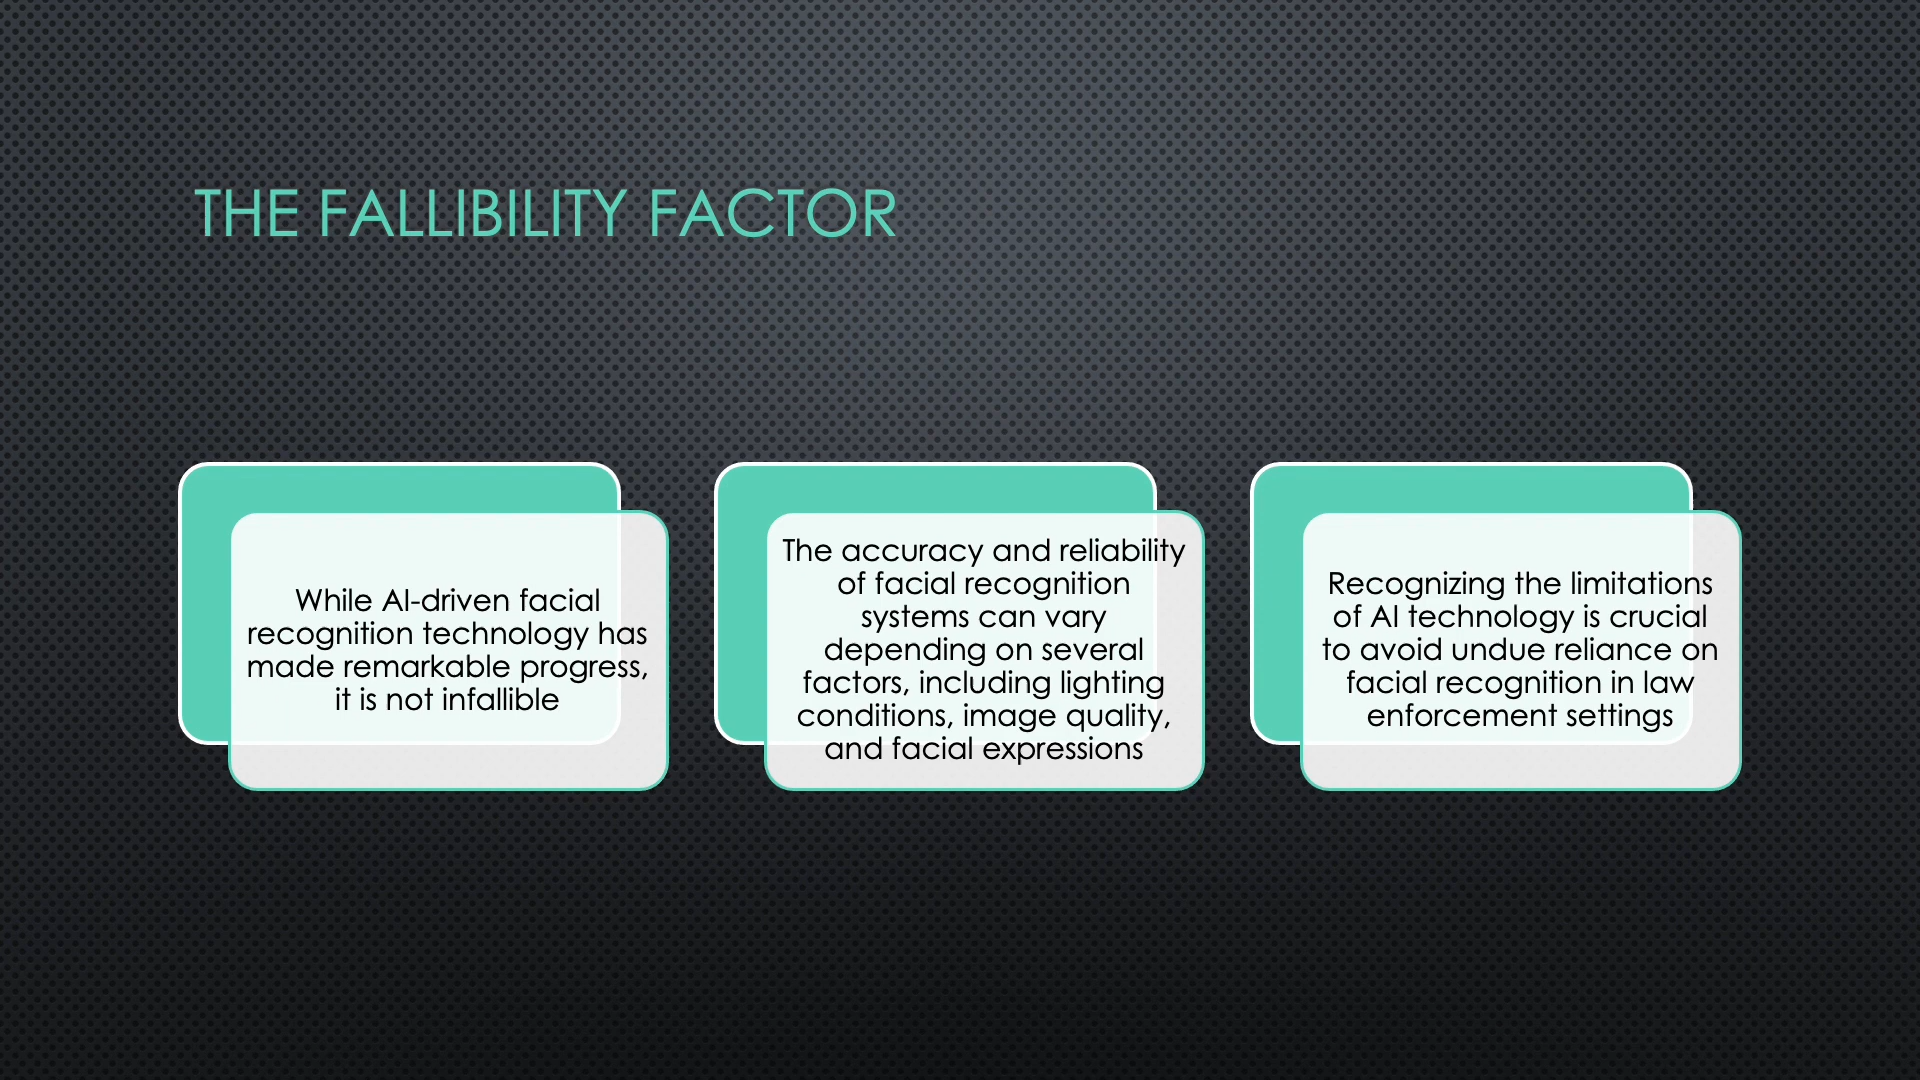 THE FALLIBILITY FACTOR
While AI-driven facial
recognition technology has
made remarkable progress,
it is not infallible
The accuracy and reliability
of facial recognition
systems can vary
depending on several
factors, including lighting
conditions, image quality,
and facial expressions
Recognizing the limitations
of AI technology is crucial
to avoid undue reliance on
facial recognition in law
enforcement settings